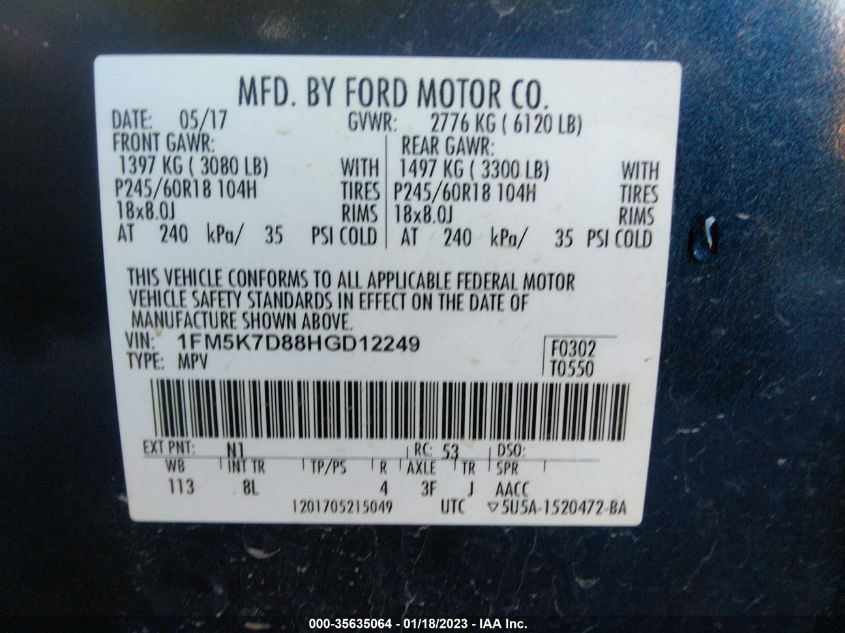 MFD. BY FORD MOTOR CO.
DATE: 05/17 GVWR: 2776 KG ( 6120 LB)
FRONT GAWR: REAR GAWR:
1397 KG ( 3080 LB) WITH 1497 KG ( 3300 LB) WITH
P245/60R18 104H TIRES P245/60R18 104H TIRES
18x8.0J RIMS 18x8.0J RIMS
AT 240 kPa/ 35 PSI COLD AT 240 kPa/ 35 PSI COLD
THIS VEHICLE CONFORMS TO ALL APPLICABLE FEDERAL MOTOR
VEHICLE SAFETY STANDARDS IN EFFECT ON THE DATE OF
MANUFACTURE SHOWN ABOVE.
VIN: 1FM5K7D88HGD12249 F0302
TYPE: MPV T0550
EXT PNT: N1 RC: 53 DSO:
WB INT TR TP/PS R AXLE TR SPR
113 8L 4 3F J AACC
1201705215049 UTC ▽5U5A-1520472-BA
000-35635064 - 01/18/2023 - IAA Inc.